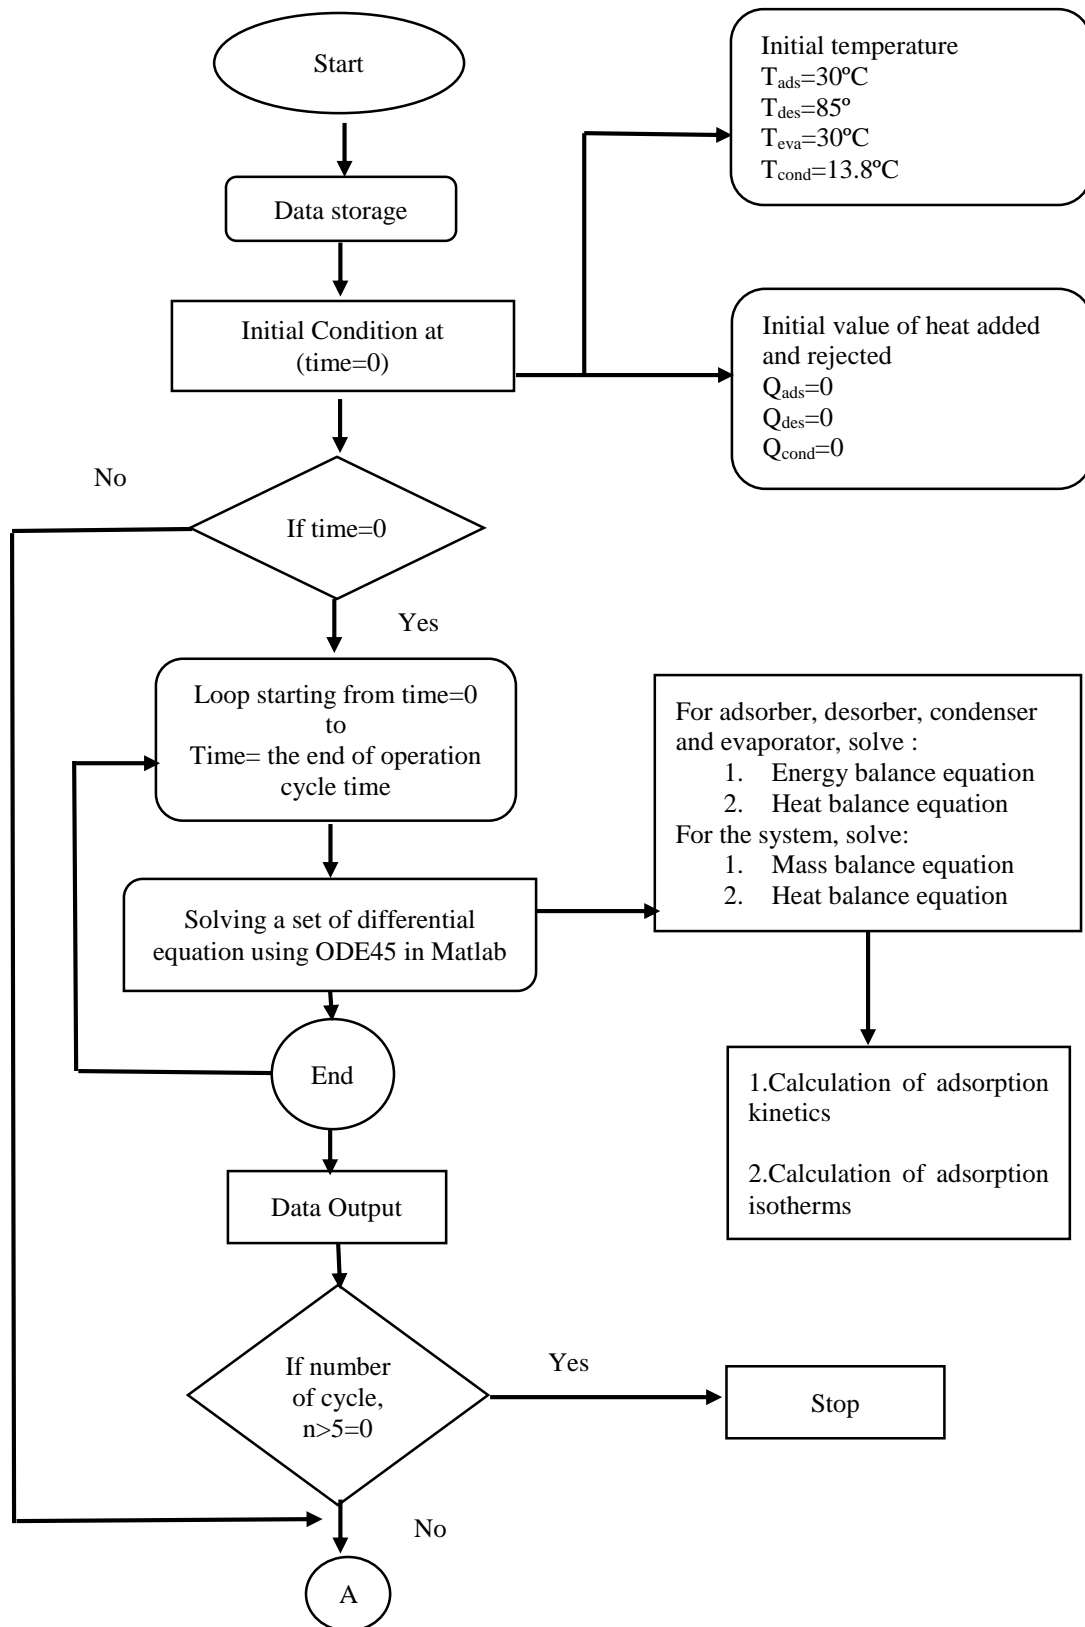 Start
Initial temperature
Tads=30ºC
Tdes=85º
Teva=30ºC
Tcond=13.8ºC
Data storage
Initial Condition at
(time=0)
Initial value of heat added
and rejected
Qads=0
Qdes=0
Qcond=0
No
If time=0
Yes
Loop starting from time=0
to
Time= the end of operation
cycle time
For adsorber, desorber, condenser
and evaporator, solve :
1. Energy balance equation
2. Heat balance equation
For the system, solve:
1. Mass balance equation
2. Heat balance equation
Solving a set of differential
equation using ODE45 in Matlab
End
1.Calculation of adsorption
kinetics
2.Calculation of adsorption
isotherms
Data Output
If number
of cycle,
n>5=0
Yes
Stop
No
A